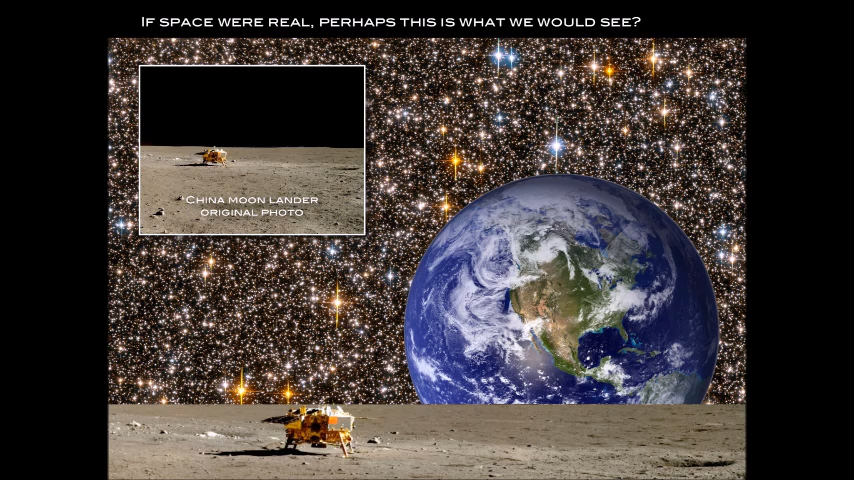 If space were real, perhaps this is what we would see?
*China moon lander
original photo